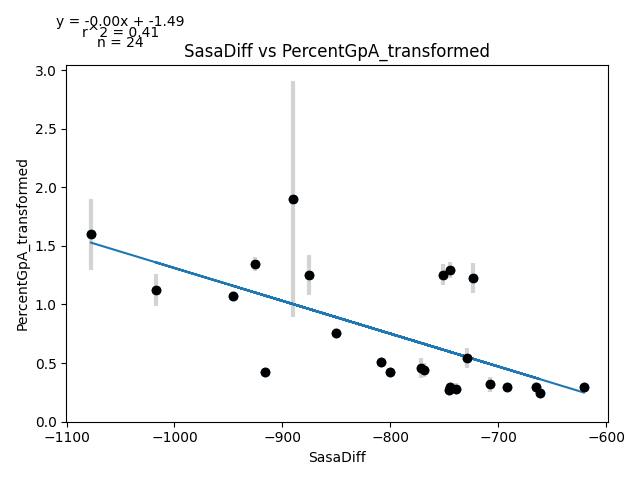 y = -0.00x + -1.49
r^2 = 0.41
n = 24
SasaDiff vs PercentGpA_transformed
PercentGpA_transformed
3.0
2.5
2.0
1.5
1.0
0.5
0.0
−1100 −1000 −900 −800 −700 −600
SasaDiff